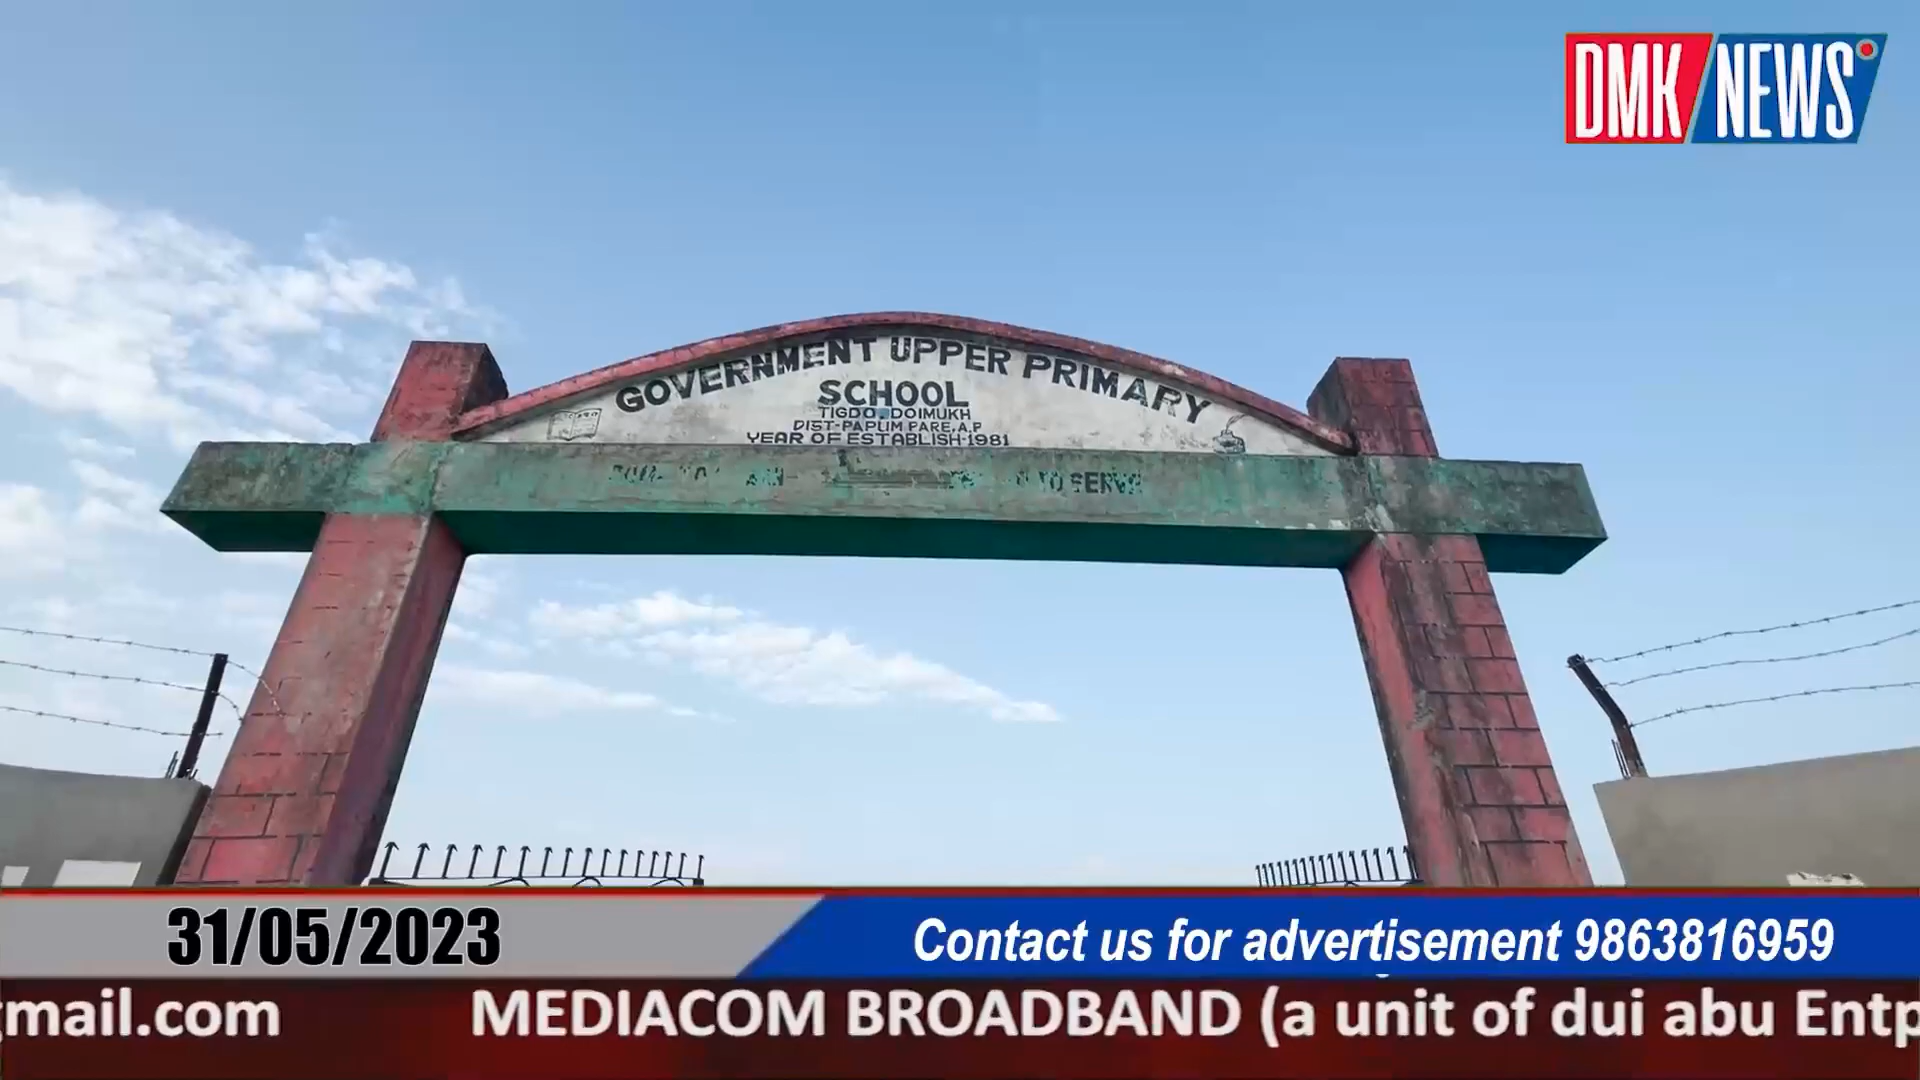 DMK NEWS
GOVERNMENT UPPER PRIMARY
SCHOOL
TIGDO. DOIMUKH
DIST-PAPUM PARE, A.P
YEAR OF ESTABLISH-1981
TO SERVE
31/05/2023
Contact us for advertisement 9863816959
gmail.com MEDIACOM BROADBAND (a unit of dui abu Entp